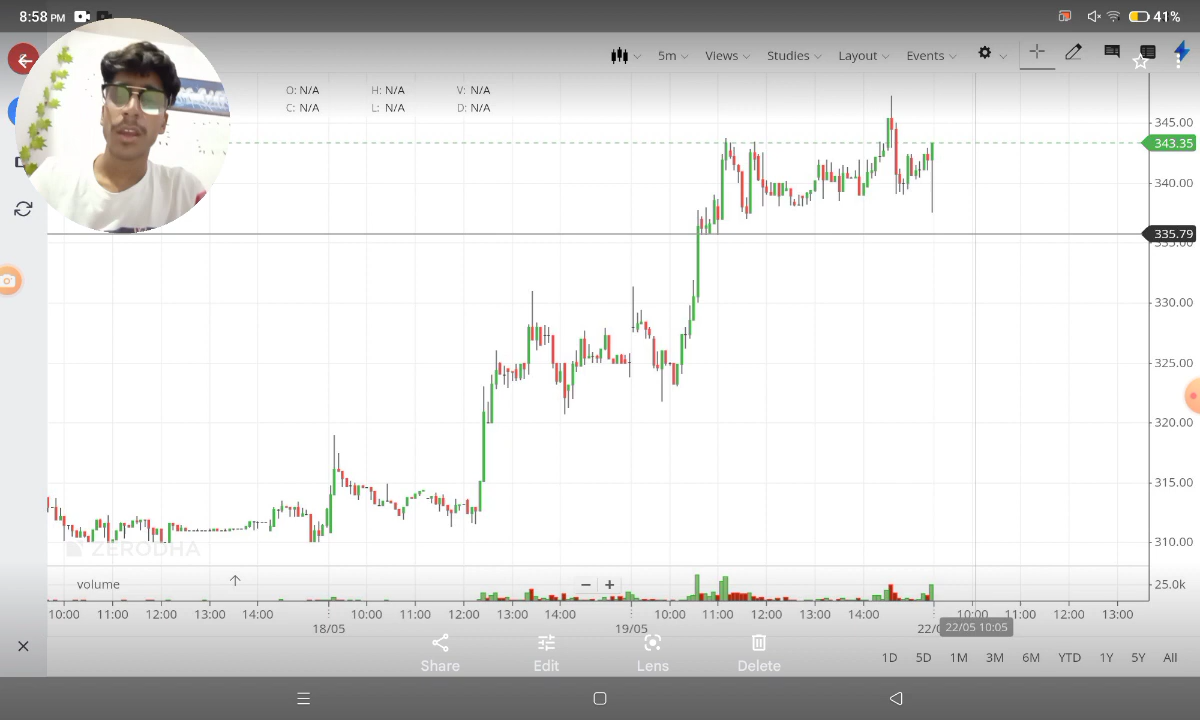 8:58 PM
41%
5m Views Studies Layout Events
O: N/A H: N/A V: N/A
C: N/A L: N/A D: N/A
345.00
343.35
340.00
335.79
335.00
330.00
325.00
320.00
315.00
310.00
ZERODHA
volume
25.0k
10:00 11:00 12:00 13:00 14:00 10:00 11:00 12:00 13:00 14:00 10:00 11:00 12:00 13:00 14:00 10:00 11:00 12:00 13:00
18/05 19/05 22/0
22/05 10:05
1D 5D 1M 3M 6M YTD 1Y 5Y All
Share Edit Lens Delete